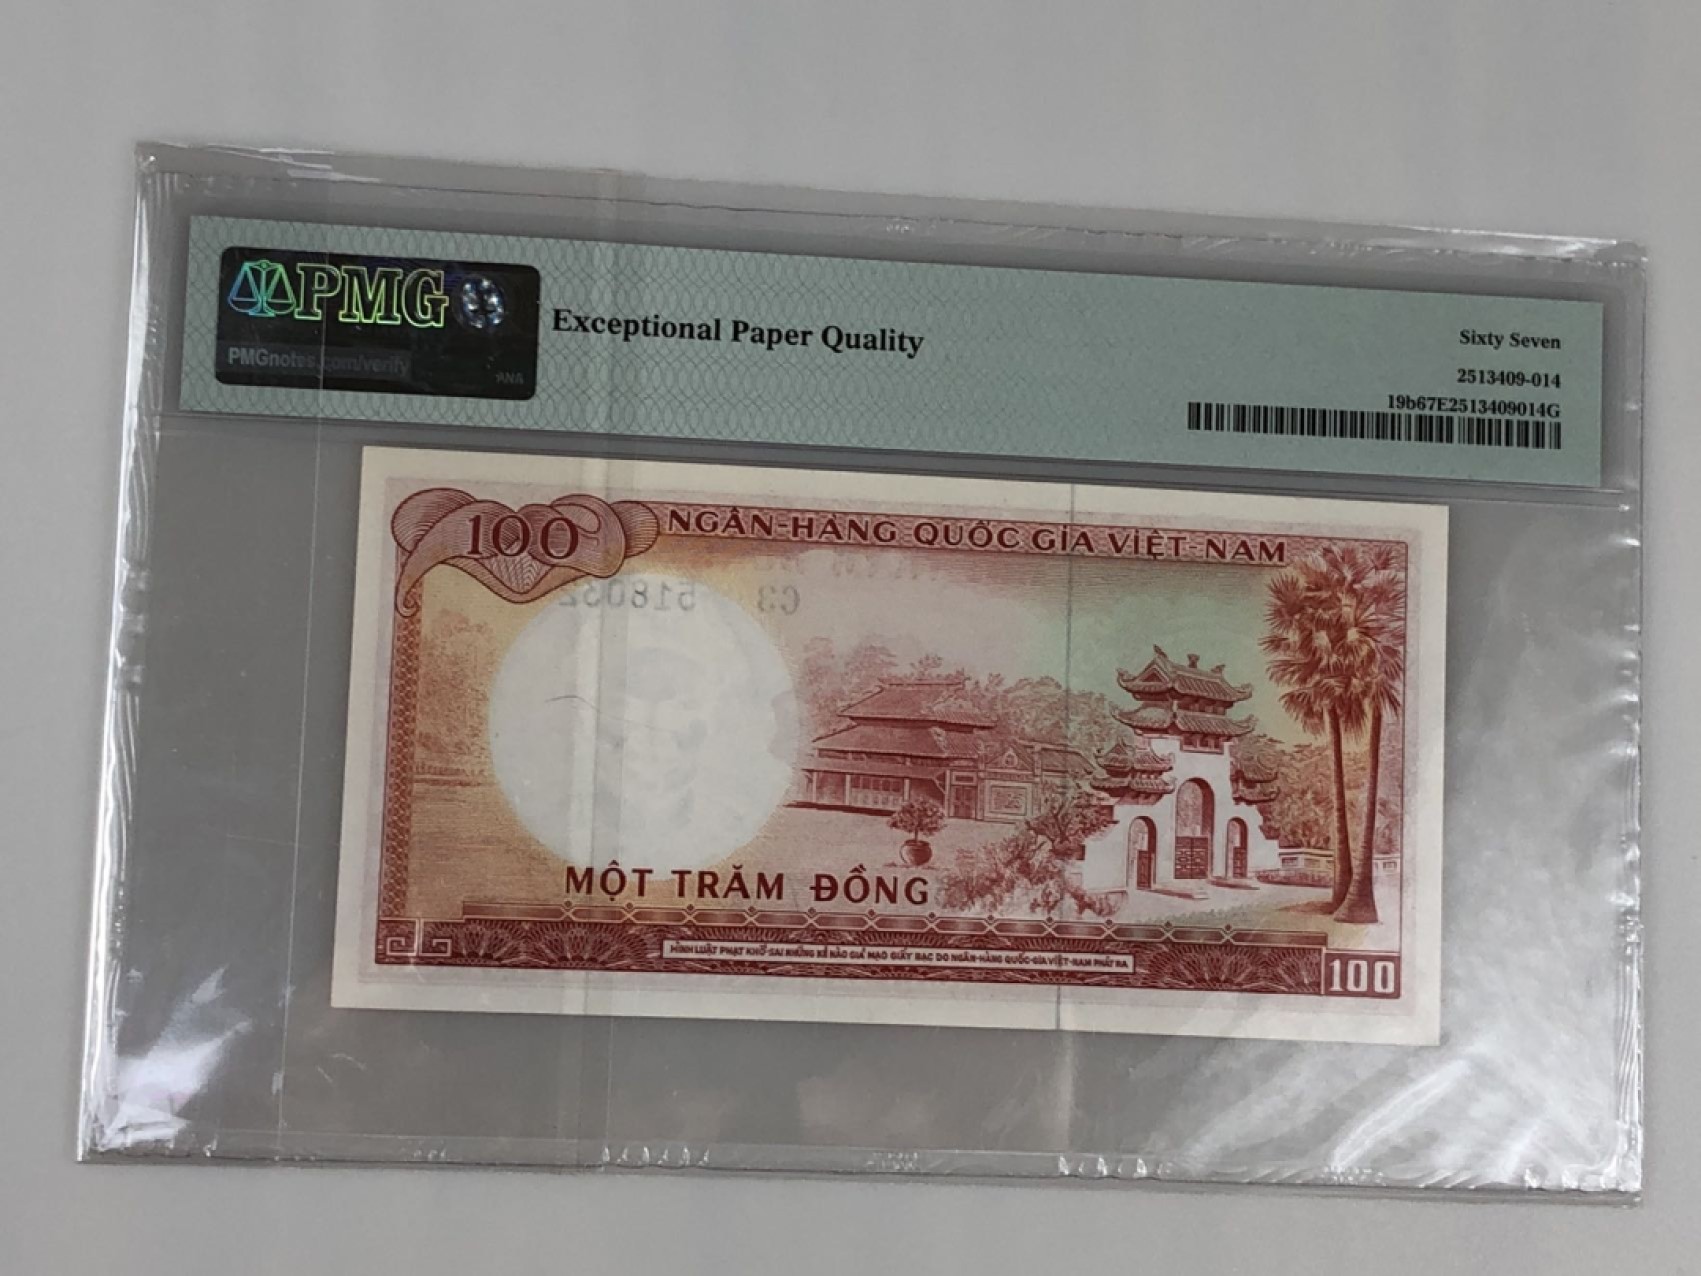 PMG
PMGnotes.com/verify
Exceptional Paper Quality
Sixty Seven
2513409-014
19b67E2513409014G
100
NGÂN-HÀNG QUỐC GIA VIỆT-NAM
G3 518032
MỘT TRĂM ĐỒNG
HÌNH LUẬT PHẠT KHỔ-SAI NHỮNG KẺ NÀO GIẢ MẠO GIẤY BẠC DO NGÂN-HÀNG QUỐC-GIA VIỆT-NAM PHÁT RA
100